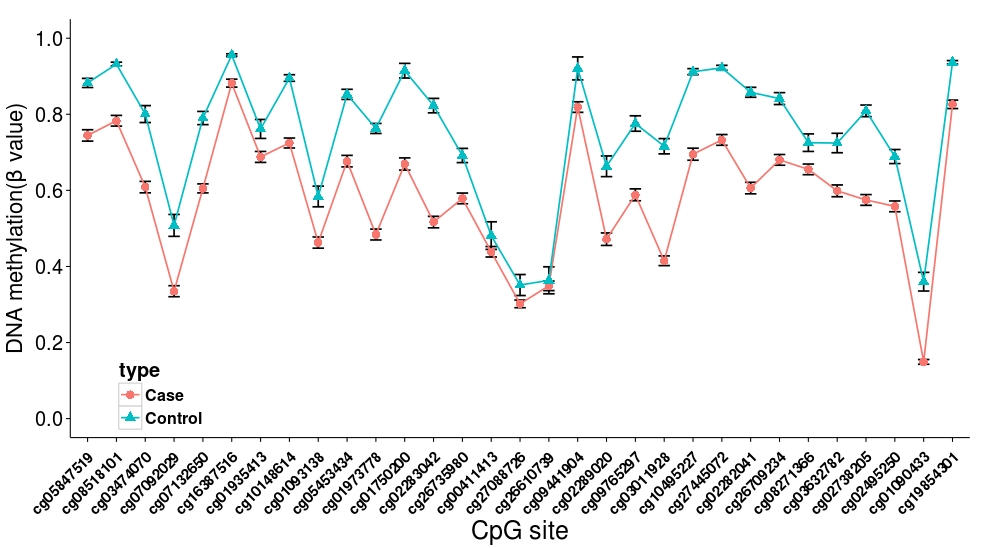 DNA methylation(β value)
1.0
0.8
0.6
0.4
0.2
0.0
type
Case
Control
cg05847519
cg08518101
cg03474070
cg07092029
cg07132650
cg16387516
cg01935413
cg10148614
cg01093138
cg05453434
cg01973778
cg01750200
cg02283042
cg26735980
cg00411413
cg27088726
cg26610739
cg09441904
cg02289020
cg09765297
cg03011928
cg10495227
cg27445072
cg02822041
cg26709234
cg08271366
cg03632782
cg02738205
cg02495250
cg01090433
cg19854301
CpG site